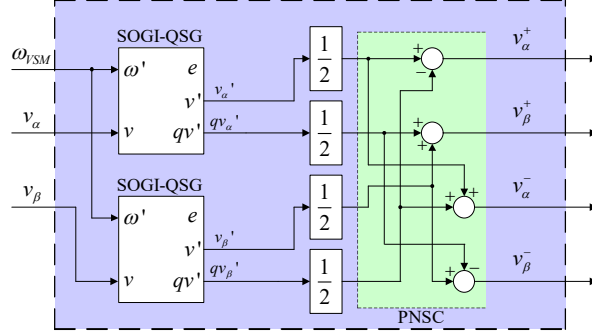 SOGI-QSG
ω_VSM
ω'
e
v'
v_α
v
qv'
v_α'
qv_α'
1/2
1/2
+
−
v_α^+
+
+
v_β^+
SOGI-QSG
v_β
ω'
e
v'
v
qv'
v_β'
qv_β'
1/2
1/2
+
+
v_α^−
+
−
v_β^−
PNSC